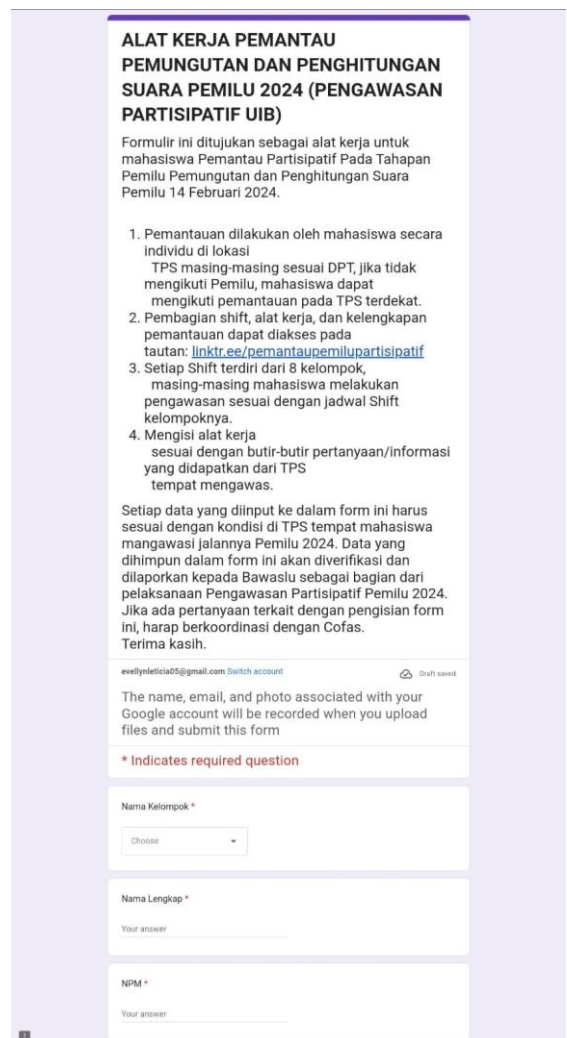 ALAT KERJA PEMANTAU
PEMUNGUTAN DAN PENGHITUNGAN
SUARA PEMILU 2024 (PENGAWASAN
PARTISIPATIF UIB)
Formulir ini ditujukan sebagai alat kerja untuk
mahasiswa Pemantau Partisipatif Pada Tahapan
Pemilu Pemungutan dan Penghitungan Suara
Pemilu 14 Februari 2024.
1. Pemantauan dilakukan oleh mahasiswa secara
individu di lokasi
TPS masing-masing sesuai DPT, jika tidak
mengikuti Pemilu, mahasiswa dapat
mengikuti pemantauan pada TPS terdekat.
2. Pembagian shift, alat kerja, dan kelengkapan
pemantauan dapat diakses pada
tautan: linktr.ee/pemantaupemilupartisipatif
3. Setiap Shift terdiri dari 8 kelompok,
masing-masing mahasiswa melakukan
pengawasan sesuai dengan jadwal Shift
kelompoknya.
4. Mengisi alat kerja
sesuai dengan butir-butir pertanyaan/informasi
yang didapatkan dari TPS
tempat mengawas.
Setiap data yang diinput ke dalam form ini harus
sesuai dengan kondisi di TPS tempat mahasiswa
mangawasi jalannya Pemilu 2024. Data yang
dihimpun dalam form ini akan diverifikasi dan
dilaporkan kepada Bawaslu sebagai bagian dari
pelaksanaan Pengawasan Partisipatif Pemilu 2024.
Jika ada pertanyaan terkait dengan pengisian form
ini, harap berkoordinasi dengan Cofas.
Terima kasih.
evellynleticia05@gmail.com Switch account Draft saved
The name, email, and photo associated with your
Google account will be recorded when you upload
files and submit this form
* Indicates required question
Nama Kelompok *
Choose
Nama Lengkap *
Your answer
NPM *
Your answer